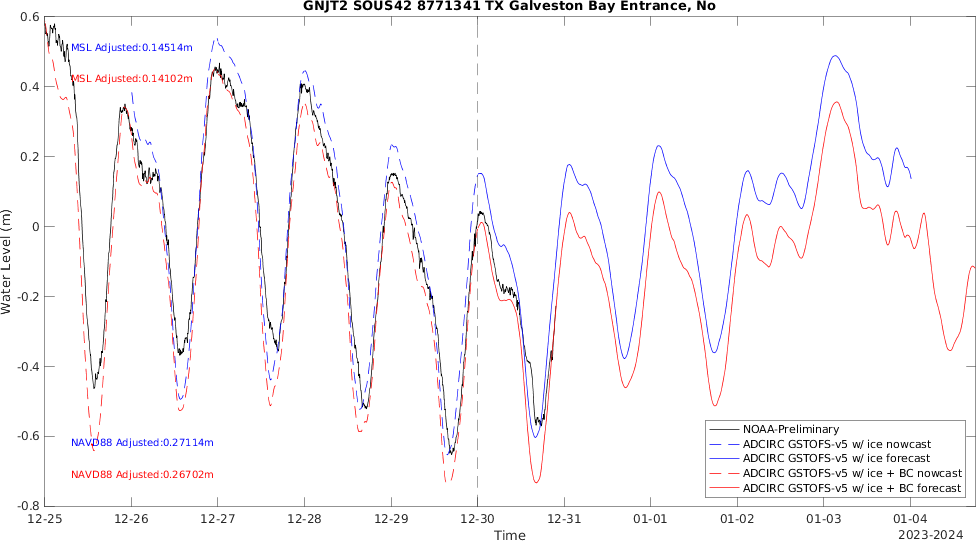 GNJT2 SOUS42 8771341 TX Galveston Bay Entrance, No
0.6
0.4
0.2
0
-0.2
-0.4
-0.6
-0.8
Water Level (m)
MSL Adjusted:0.14514m
MSL Adjusted:0.14102m
NAVD88 Adjusted:0.27114m
NAVD88 Adjusted:0.26702m
NOAA-Preliminary
ADCIRC GSTOFS-v5 w/ ice nowcast
ADCIRC GSTOFS-v5 w/ ice forecast
ADCIRC GSTOFS-v5 w/ ice + BC nowcast
ADCIRC GSTOFS-v5 w/ ice + BC forecast
12-25 12-26 12-27 12-28 12-29 12-30 12-31 01-01 01-02 01-03 01-04
Time
2023-2024